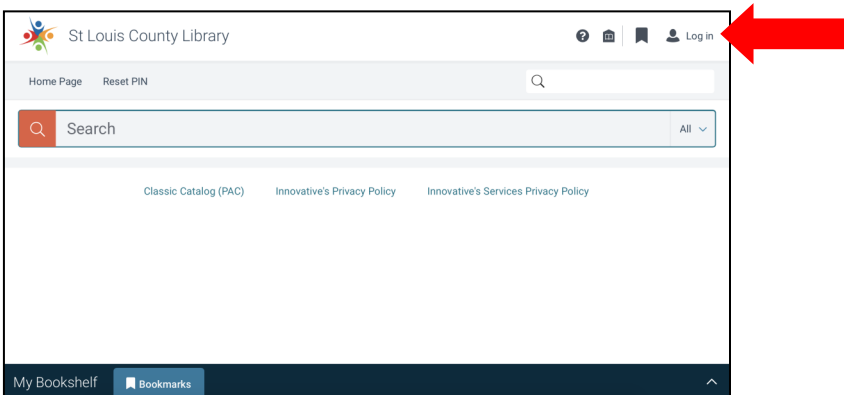 St Louis County Library
Log in
Home Page Reset PIN
Search All
Classic Catalog (PAC) Innovative's Privacy Policy Innovative's Services Privacy Policy
My Bookshelf Bookmarks